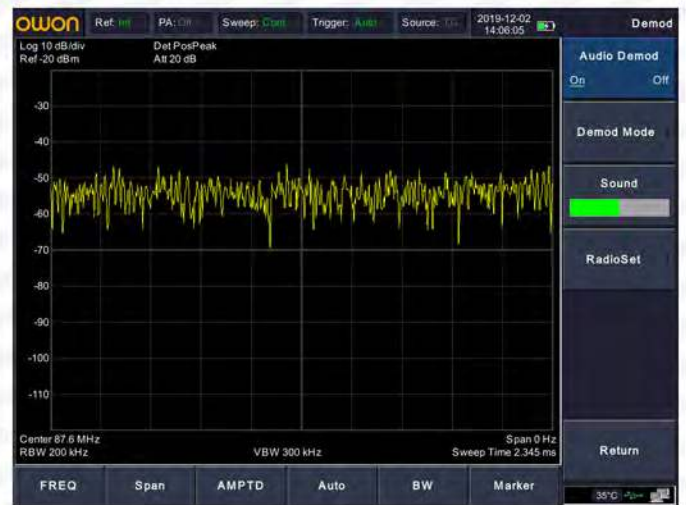 OWON Ref: Int PA: Off Sweep: Cont Trigger: Auto Source: TG 2019-12-02 14:06:05 Demod
Log 10 dB/div Det PosPeak
Ref -20 dBm Att 20 dB
-30
-40
-50
-60
-70
-80
-90
-100
-110
Center 87.6 MHz Span 0 Hz
RBW 200 kHz VBW 300 kHz Sweep Time 2.345 ms
Audio Demod
On Off
Demod Mode
Sound
RadioSet
Return
FREQ Span AMPTD Auto BW Marker
35°C